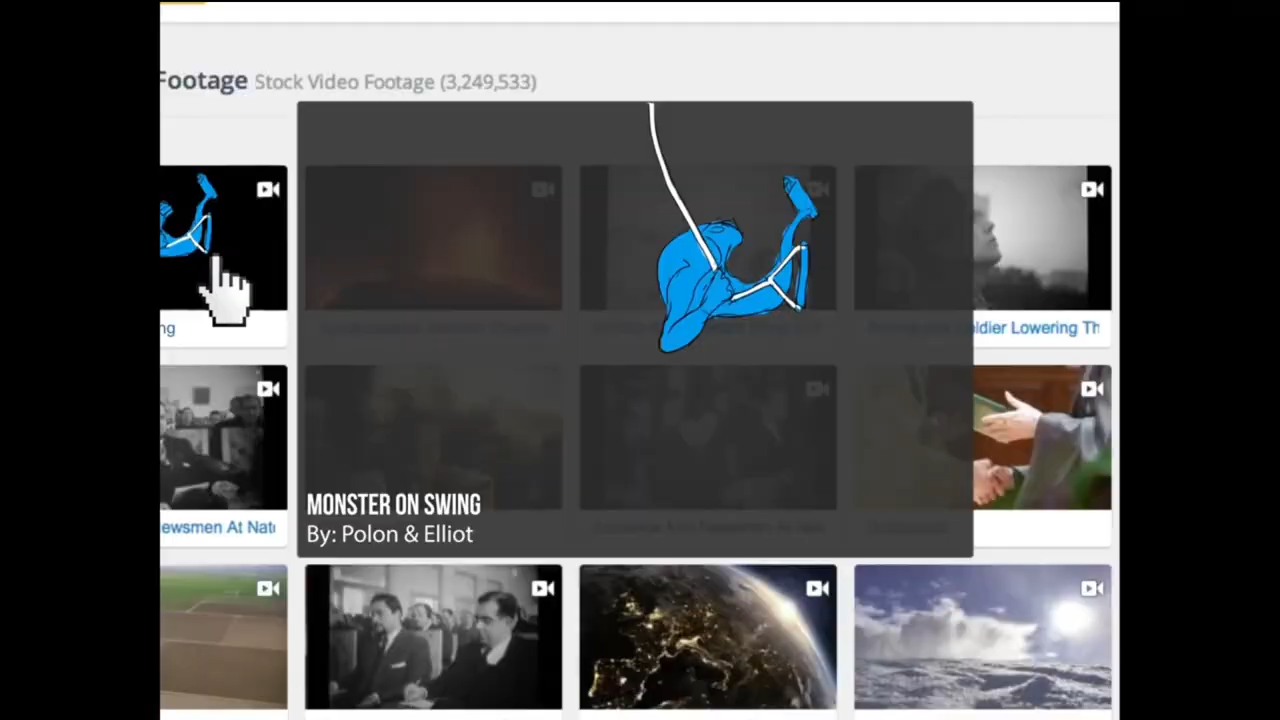 Footage Stock Video Footage (3,249,533)
ng
ldier Lowering Th
ewsmen At Nat
MONSTER ON SWING
By: Polon & Elliot